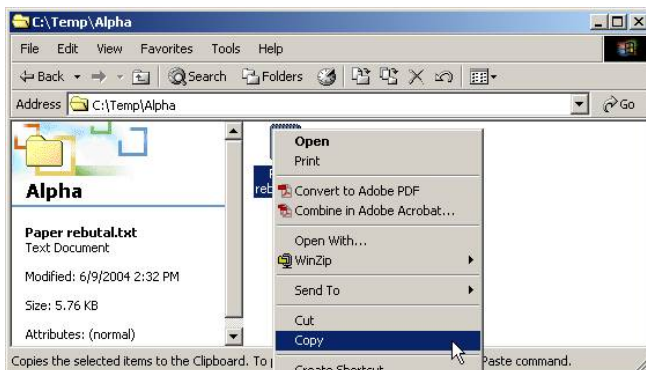 C:\Temp\Alpha
File Edit View Favorites Tools Help
Back Search Folders
Address C:\Temp\Alpha Go
Alpha
Paper rebutal.txt
Text Document
Modified: 6/9/2004 2:32 PM
Size: 5.76 KB
Attributes: (normal)
Open
Print
Convert to Adobe PDF
Combine in Adobe Acrobat...
Open With...
WinZip
Send To
Cut
Copy
Create Shortcut
Copies the selected items to the Clipboard. To Paste command.